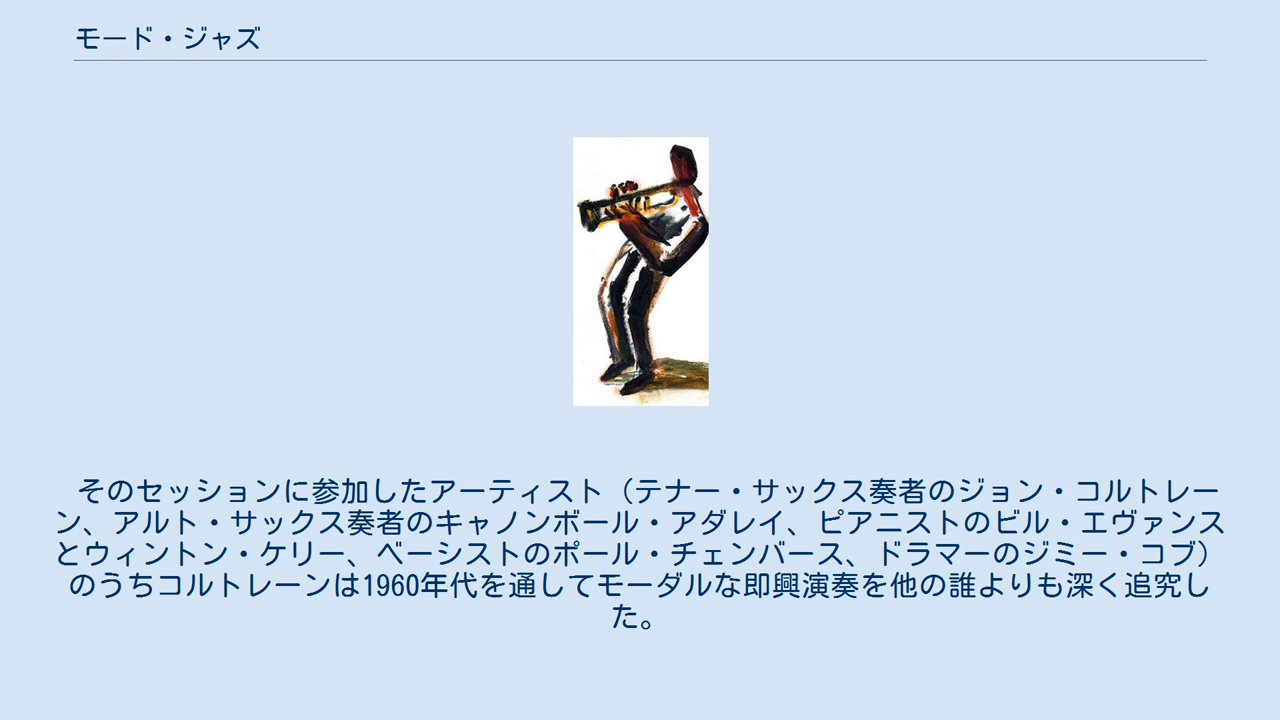 モード・ジャズ
そのセッションに参加したアーティスト（テナー・サックス奏者のジョン・コルトレー
ン、アルト・サックス奏者のキャノンボール・アダレイ、ピアニストのビル・エヴァンス
とウィントン・ケリー、ベーシストのポール・チェンバース、ドラマーのジミー・コブ）
のうちコルトレーンは1960年代を通してモーダルな即興演奏を他の誰よりも深く追究し
た。